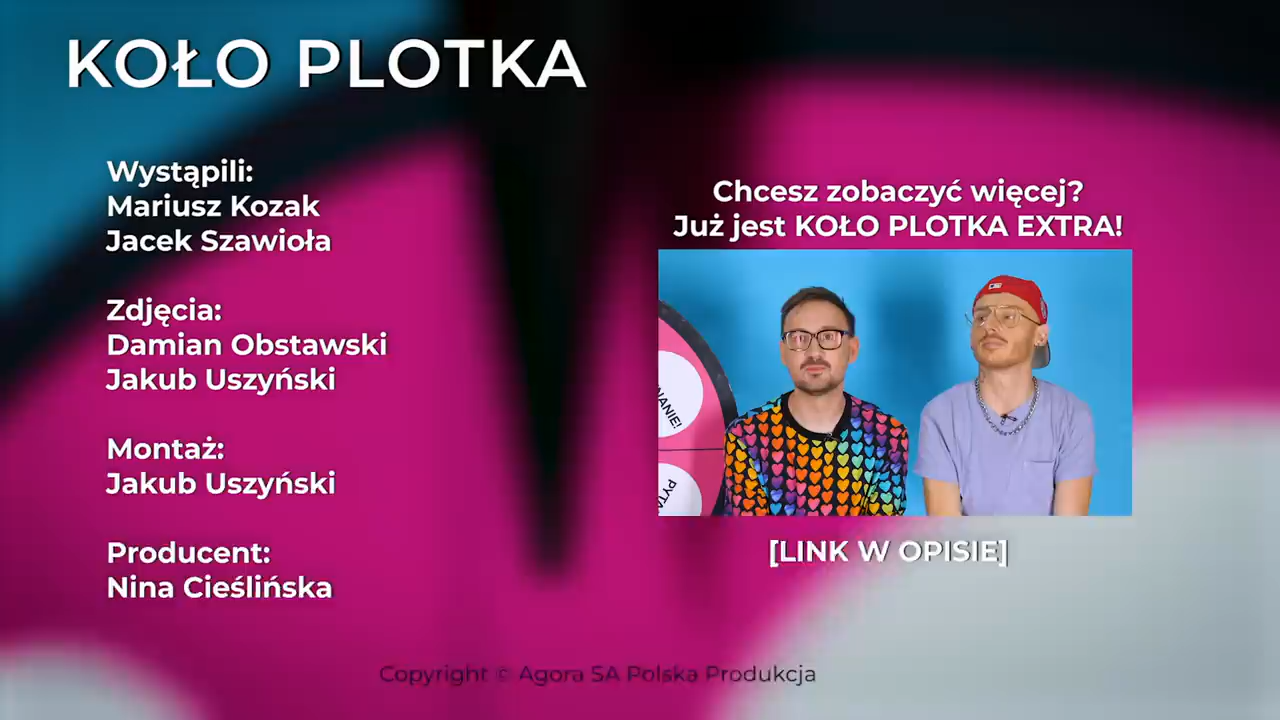 KOŁO PLOTKA
Wystąpili:
Mariusz Kozak
Jacek Szawioła
Zdjęcia:
Damian Obstawski
Jakub Uszyński
Montaż:
Jakub Uszyński
Producent:
Nina Cieślińska
Chcesz zobaczyć więcej?
Już jest KOŁO PLOTKA EXTRA!
[LINK W OPISIE]
Copyright © Agora SA Polska Produkcja